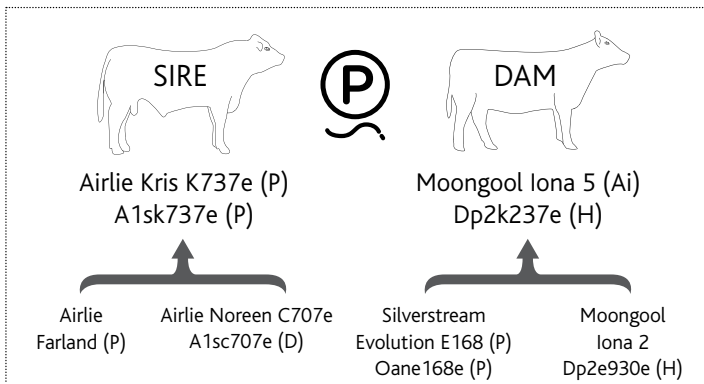 SIRE
P
DAM
Airlie Kris K737e (P)
A1sk737e (P)
Moongool Iona 5 (Ai)
Dp2k237e (H)
Airlie
Farland (P)
Airlie Noreen C707e
A1sc707e (D)
Silverstream
Evolution E168 (P)
Oane168e (P)
Moongool
Iona 2
Dp2e930e (H)